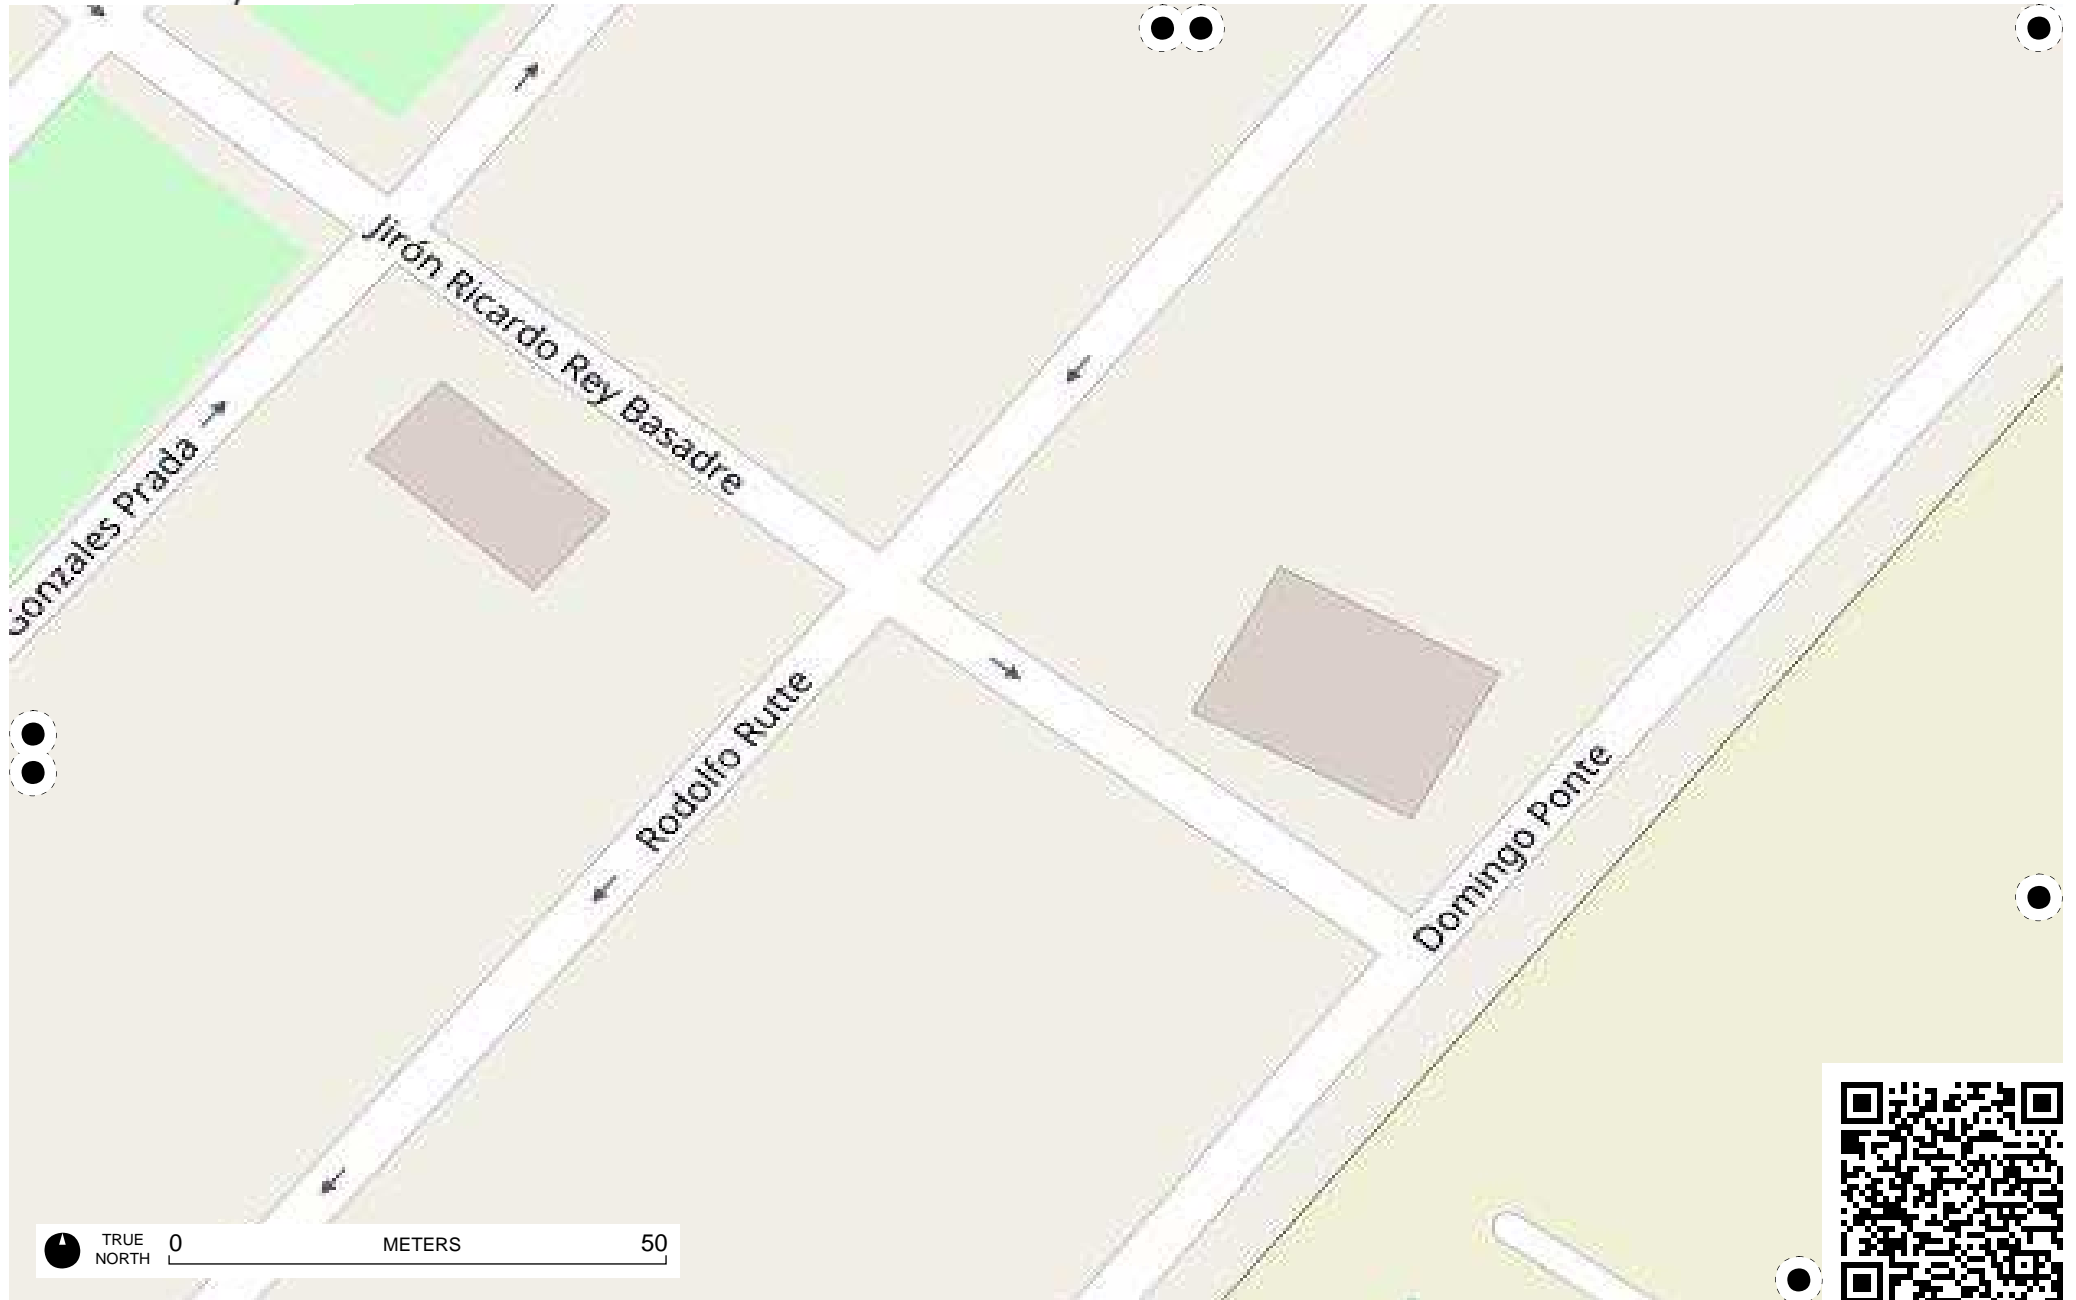 Jirón Ricardo Rey Basadre
Gonzales Prada
Rodolfo Rutte
Domingo Ponte
TRUE
NORTH
0 METERS 50